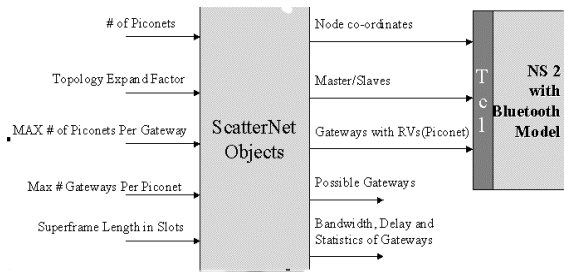 # of Piconets
Topology Expand Factor
MAX # of Piconets Per Gateway
Max # Gateways Per Piconet
Superframe Length in Slots
ScatterNet
Objects
Node co-ordinates
Master/Slaves
Gateways with RVs(Piconet)
Possible Gateways
Bandwidth, Delay and
Statistics of Gateways
T
c
l
NS 2
with
Bluetooth
Model